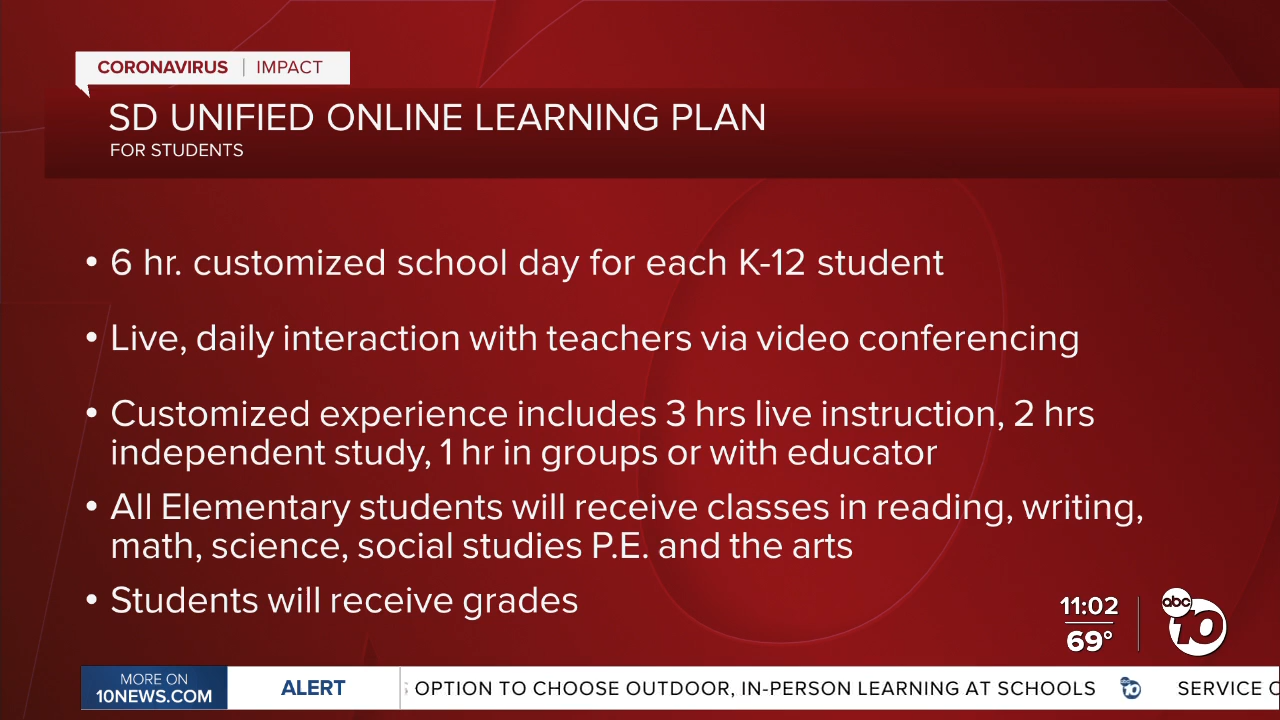 CORONAVIRUS | IMPACT
SD UNIFIED ONLINE LEARNING PLAN
FOR STUDENTS
• 6 hr. customized school day for each K-12 student
• Live, daily interaction with teachers via video conferencing
• Customized experience includes 3 hrs live instruction, 2 hrs
independent study, 1 hr in groups or with educator
• All Elementary students will receive classes in reading, writing,
math, science, social studies P.E. and the arts
• Students will receive grades
11:02
69°
abc
10
MORE ON
10NEWS.COM
ALERT
OPTION TO CHOOSE OUTDOOR, IN-PERSON LEARNING AT SCHOOLS abc 10 SERVICE